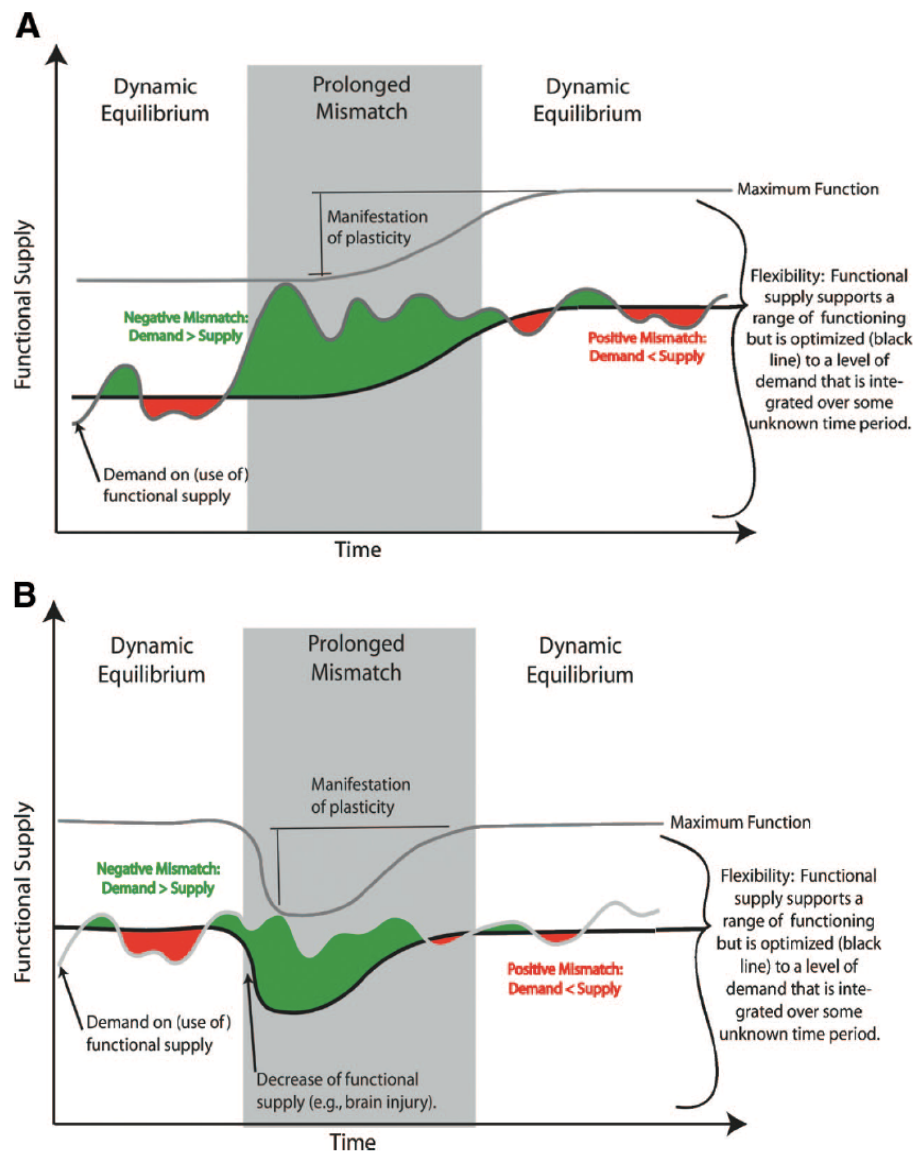 A
Dynamic
Equilibrium
Prolonged
Mismatch
Dynamic
Equilibrium
Maximum Function
Manifestation
of plasticity
Functional Supply
Negative Mismatch:
Demand > Supply
Positive Mismatch:
Demand < Supply
Flexibility: Functional
supply supports a
range of functioning
but is optimized (black
line) to a level of
demand that is inte-
grated over some
unknown time period.
Demand on (use of)
functional supply
Time
B
Dynamic
Equilibrium
Prolonged
Mismatch
Dynamic
Equilibrium
Manifestation
of plasticity
Maximum Function
Functional Supply
Negative Mismatch:
Demand > Supply
Positive Mismatch:
Demand < Supply
Flexibility: Functional
supply supports a
range of functioning
but is optimized (black
line) to a level of
demand that is inte-
grated over some
unknown time period.
Demand on (use of)
functional supply
Decrease of functional
supply (e.g., brain injury).
Time